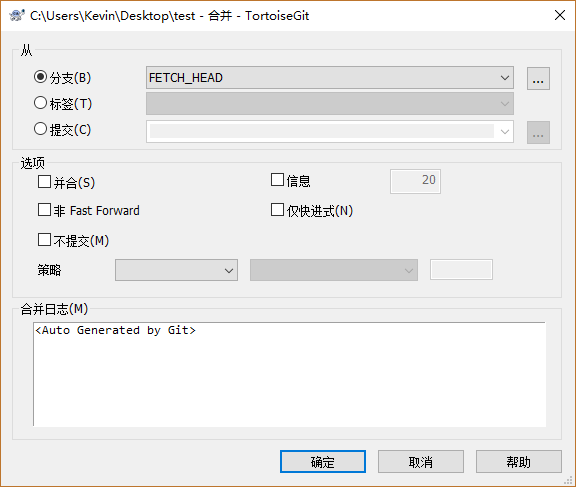 C:\Users\Kevin\Desktop\test - 合并 - TortoiseGit
从
分支(B) FETCH_HEAD ...
标签(T)
提交(C) ...
选项
并合(S) 信息 20
非 Fast Forward 仅快进式(N)
不提交(M)
策略
合并日志(M)
<Auto Generated by Git>
确定 取消 帮助